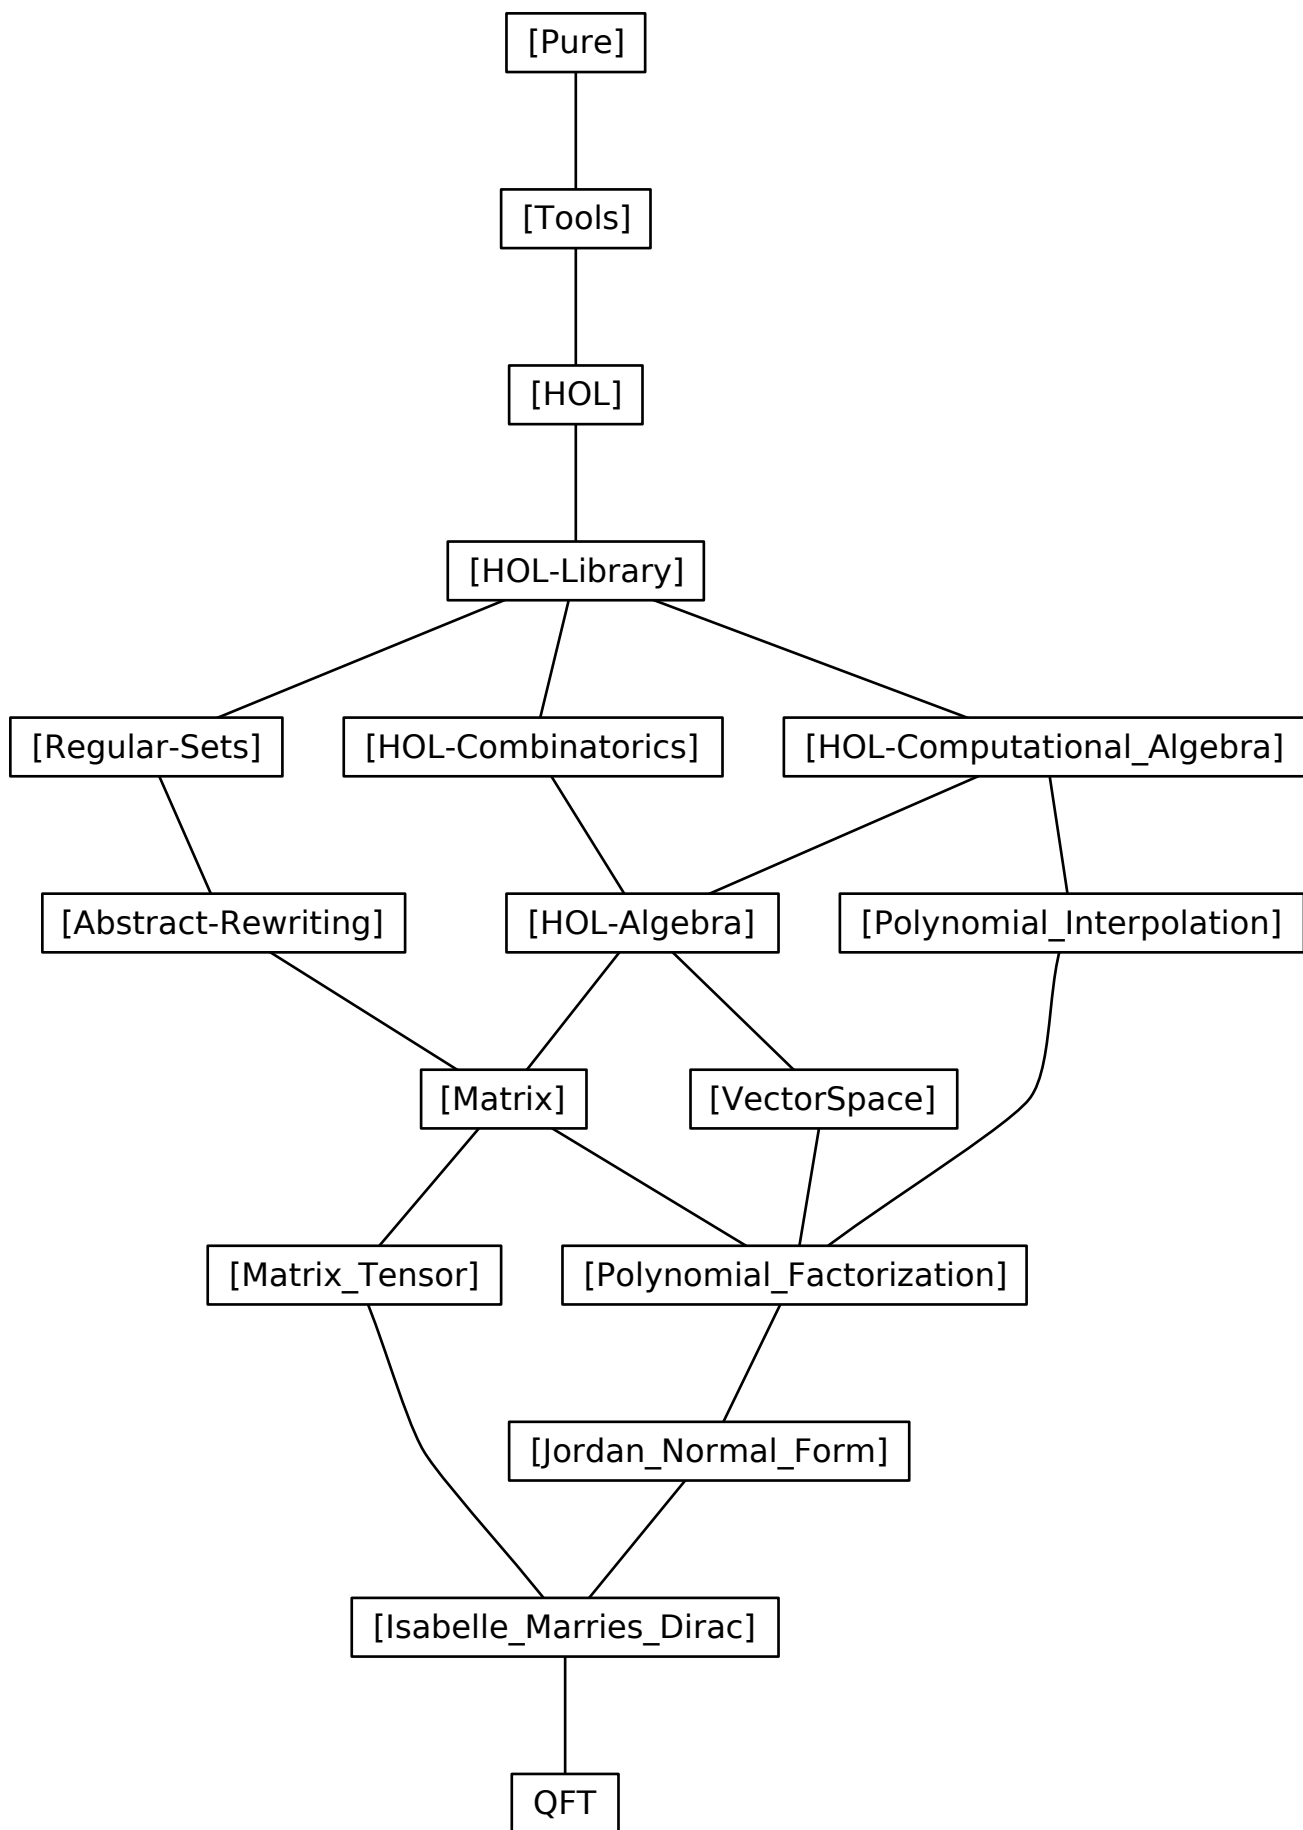 [Pure]
[Tools]
[HOL]
[HOL-Library]
[Regular-Sets]
[HOL-Combinatorics]
[HOL-Computational_Algebra]
[Abstract-Rewriting]
[HOL-Algebra]
[Polynomial_Interpolation]
[Matrix]
[VectorSpace]
[Matrix_Tensor]
[Polynomial_Factorization]
[Jordan_Normal_Form]
[Isabelle_Marries_Dirac]
QFT